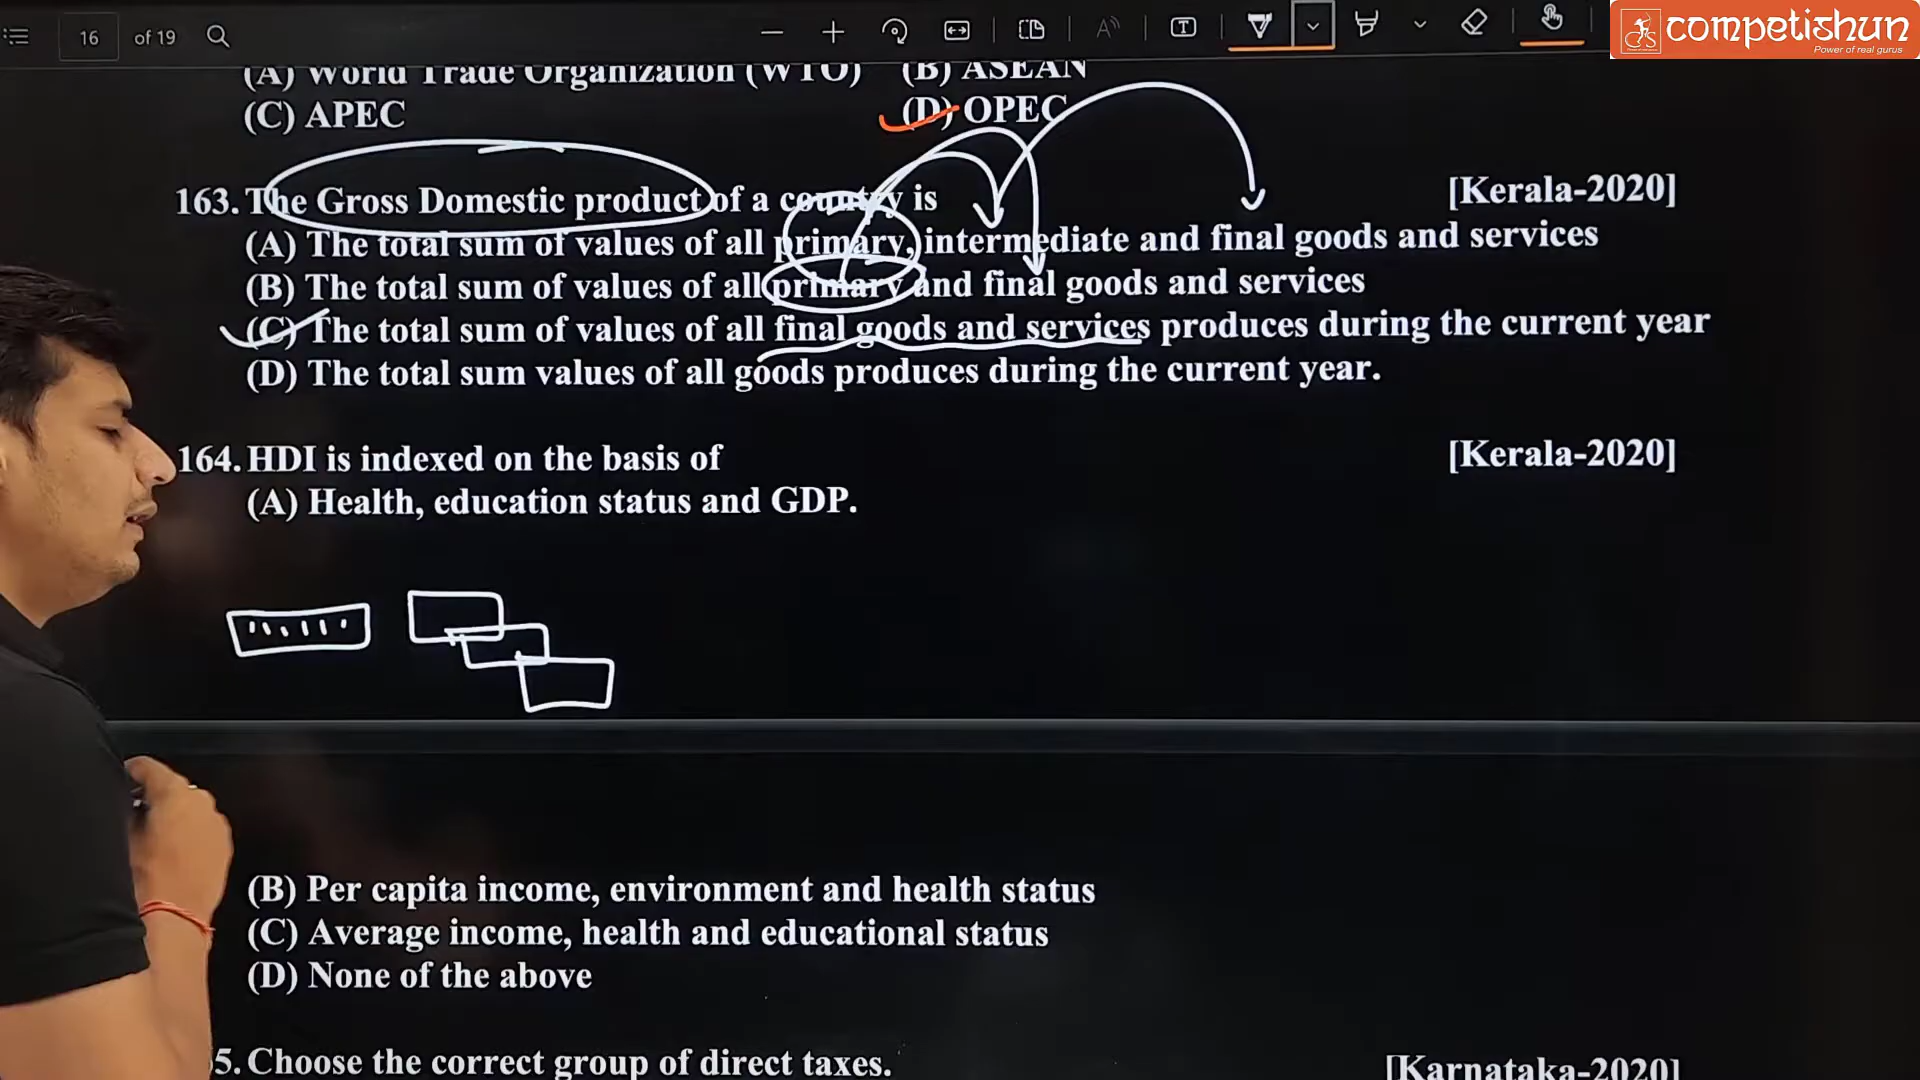 16 of 19
competishun
Power of real gurus
(A) World Trade Organization (WTO) (B) ASEAN
(C) APEC (D) OPEC
163. The Gross Domestic product of a country is [Kerala-2020]
(A) The total sum of values of all primary, intermediate and final goods and services
(B) The total sum of values of all primary and final goods and services
(C) The total sum of values of all final goods and services produces during the current year
(D) The total sum values of all goods produces during the current year.
164. HDI is indexed on the basis of [Kerala-2020]
(A) Health, education status and GDP.
(B) Per capita income, environment and health status
(C) Average income, health and educational status
(D) None of the above
5. Choose the correct group of direct taxes. [Karnataka-2020]